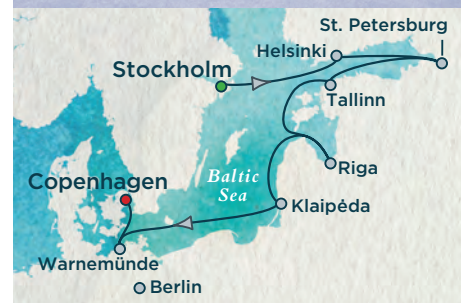 St. Petersburg
Helsinki
Stockholm
Tallinn
Riga
Baltic
Sea
Copenhagen
Klaipėda
Warnemünde
Berlin